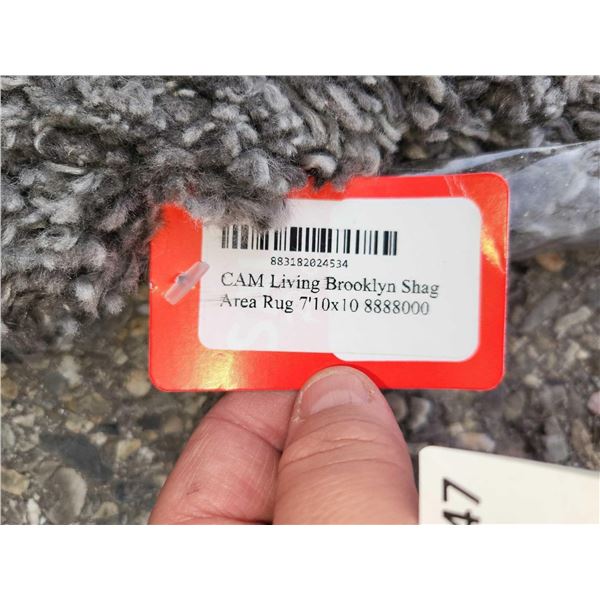 883182024534
CAM Living Brooklyn Shag
Area Rug 7'10x10 8888000
47